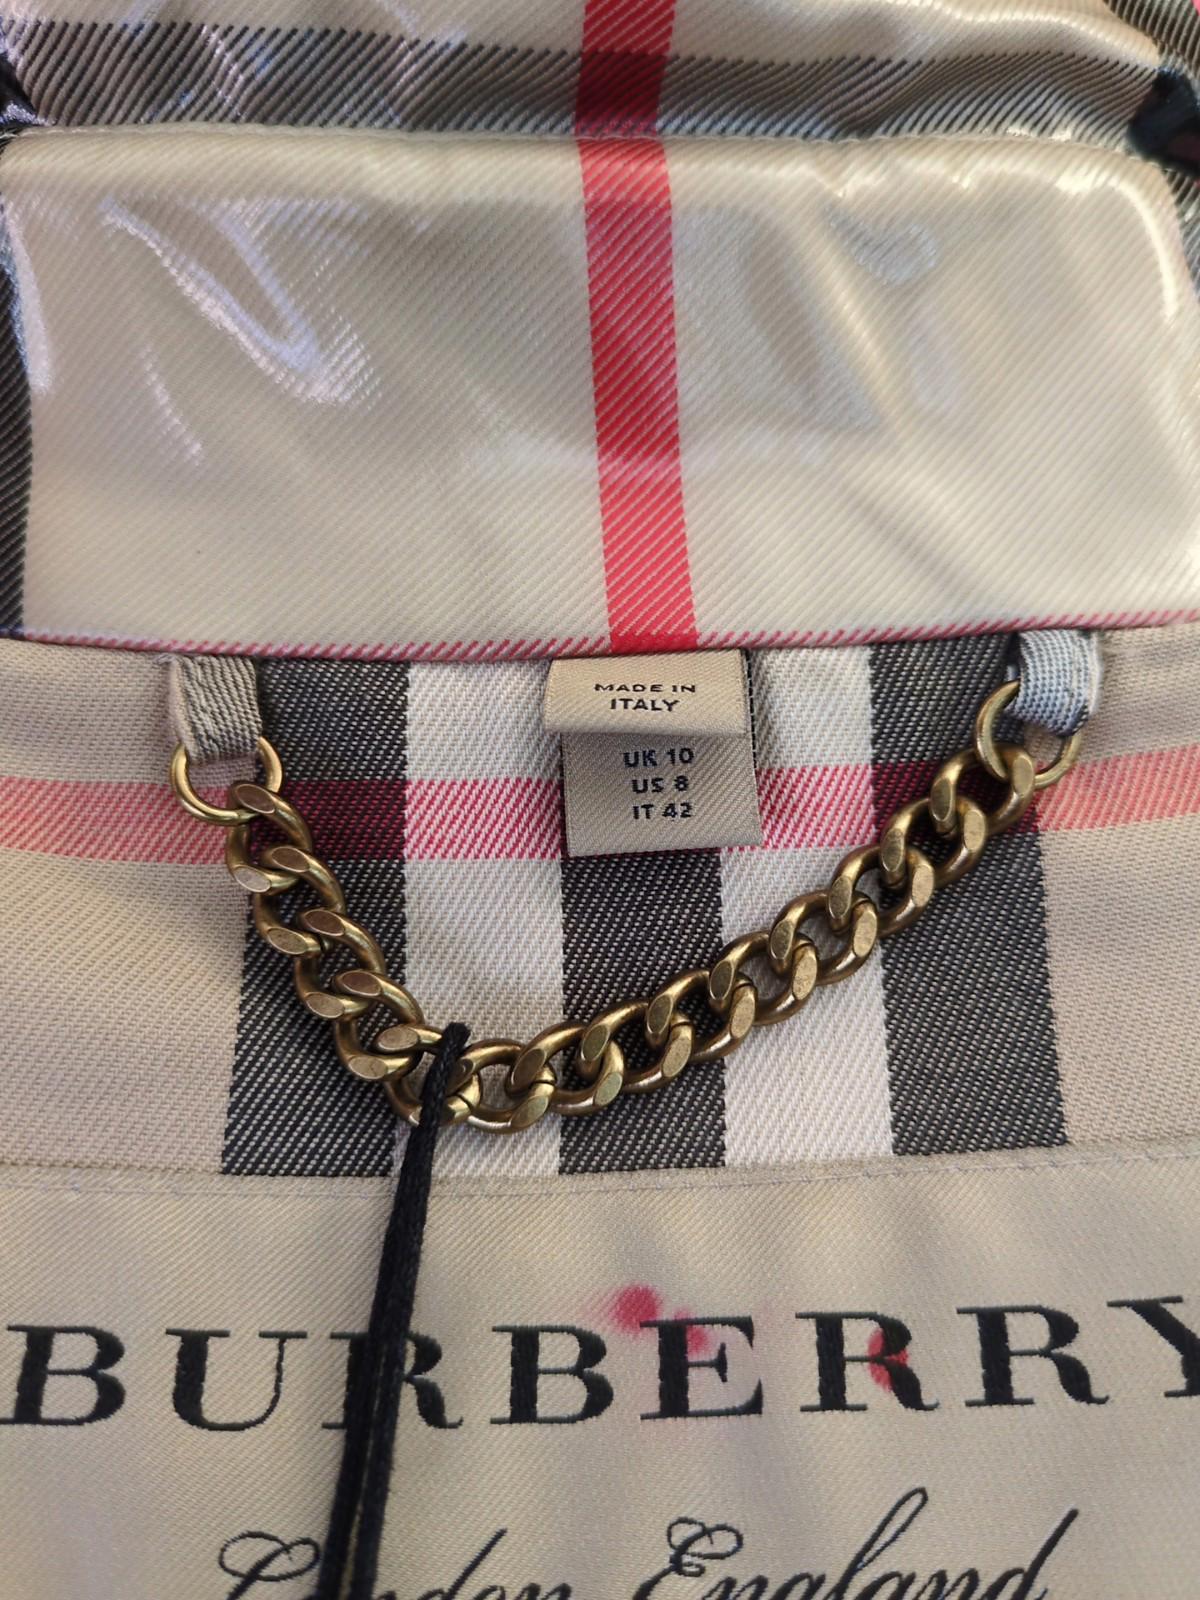 MADE IN
ITALY
UK 10
US 8
IT 42
BURBERRY
London England